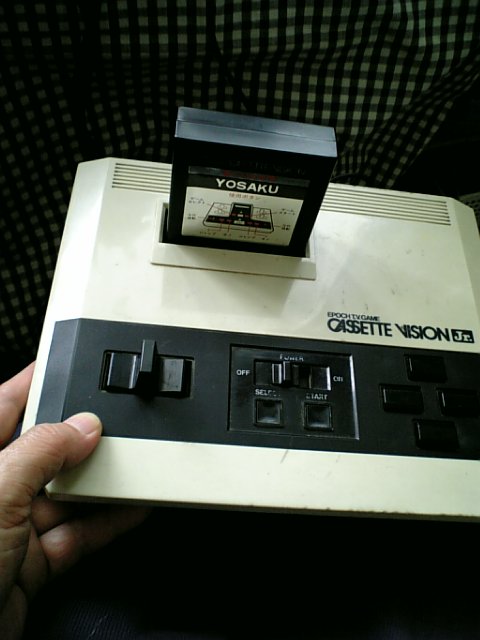 YOSAKU
EPOCH T.V. GAME
CASSETTE VISION Jr.
POWER
OFF
ON
SELECT
START